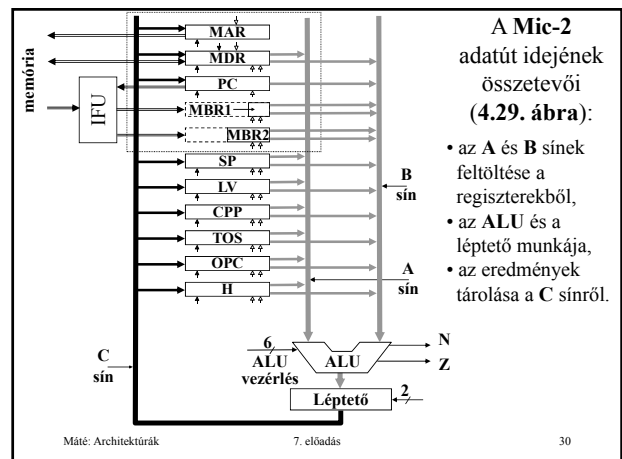 MAR
MDR
PC
MBR1
MBR2
SP
LV
CPP
TOS
OPC
H
memória
IFU
B
sín
A
sín
C
sín
6
ALU
vezérlés
ALU
N
Z
Léptető
2
A Mic-2
adatút idejének
összetevői
(4.29. ábra):
• az A és B sínek
feltöltése a
regiszterekből,
• az ALU és a
léptető munkája,
• az eredmények
tárolása a C sínről.
Máté: Architektúrák 7. előadás 30